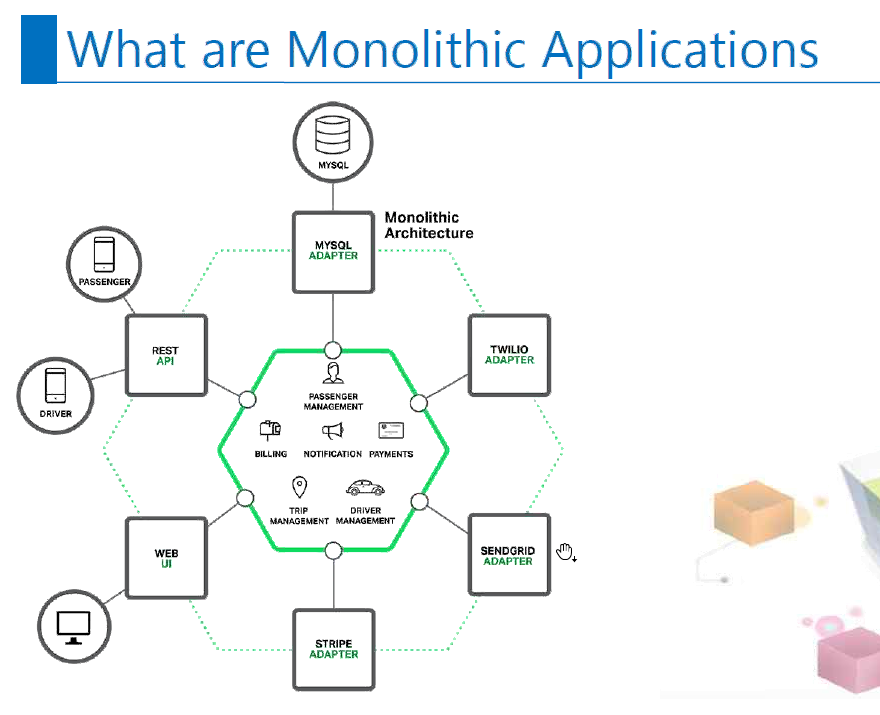 What are Monolithic Applications
MYSQL
Monolithic
Architecture
MYSQL
ADAPTER
PASSENGER
REST
API
TWILIO
ADAPTER
DRIVER
PASSENGER
MANAGEMENT
BILLING
NOTIFICATION
PAYMENTS
TRIP
MANAGEMENT
DRIVER
MANAGEMENT
WEB
UI
SENDGRID
ADAPTER
STRIPE
ADAPTER